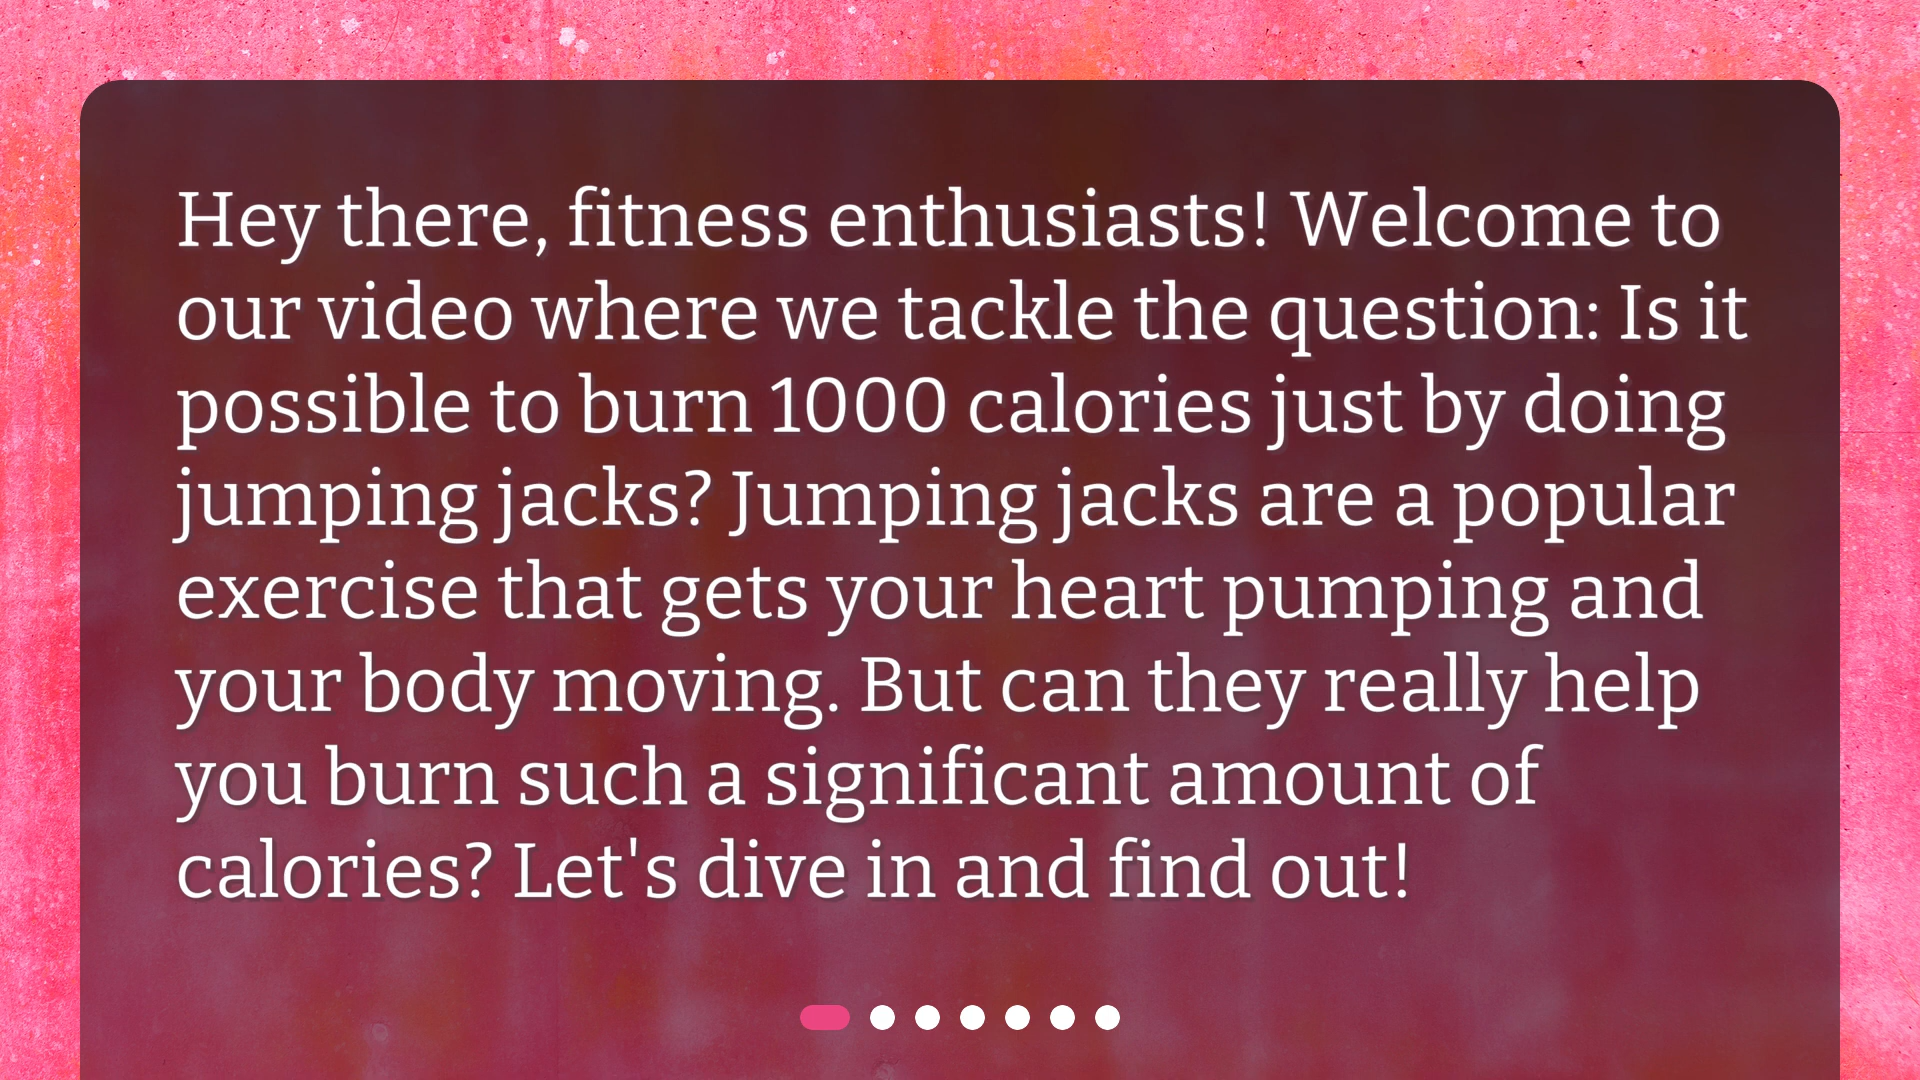 Hey there, fitness enthusiasts! Welcome to
our video where we tackle the question: Is it
possible to burn 1000 calories just by doing
jumping jacks? Jumping jacks are a popular
exercise that gets your heart pumping and
your body moving. But can they really help
you burn such a significant amount of
calories? Let's dive in and find out!